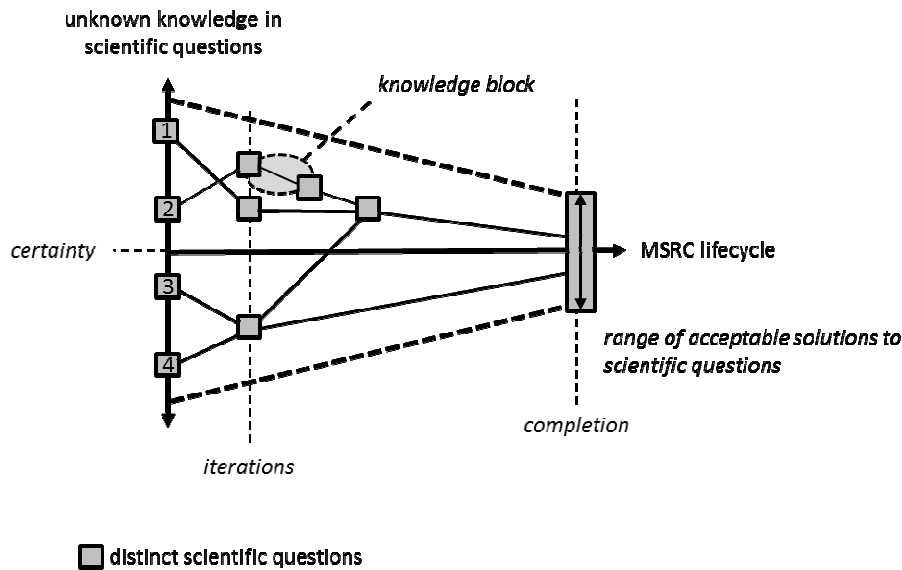 unknown knowledge in
scientific questions
knowledge block
1
2
certainty
MSRC lifecycle
3
range of acceptable solutions to
scientific questions
4
completion
iterations
distinct scientific questions